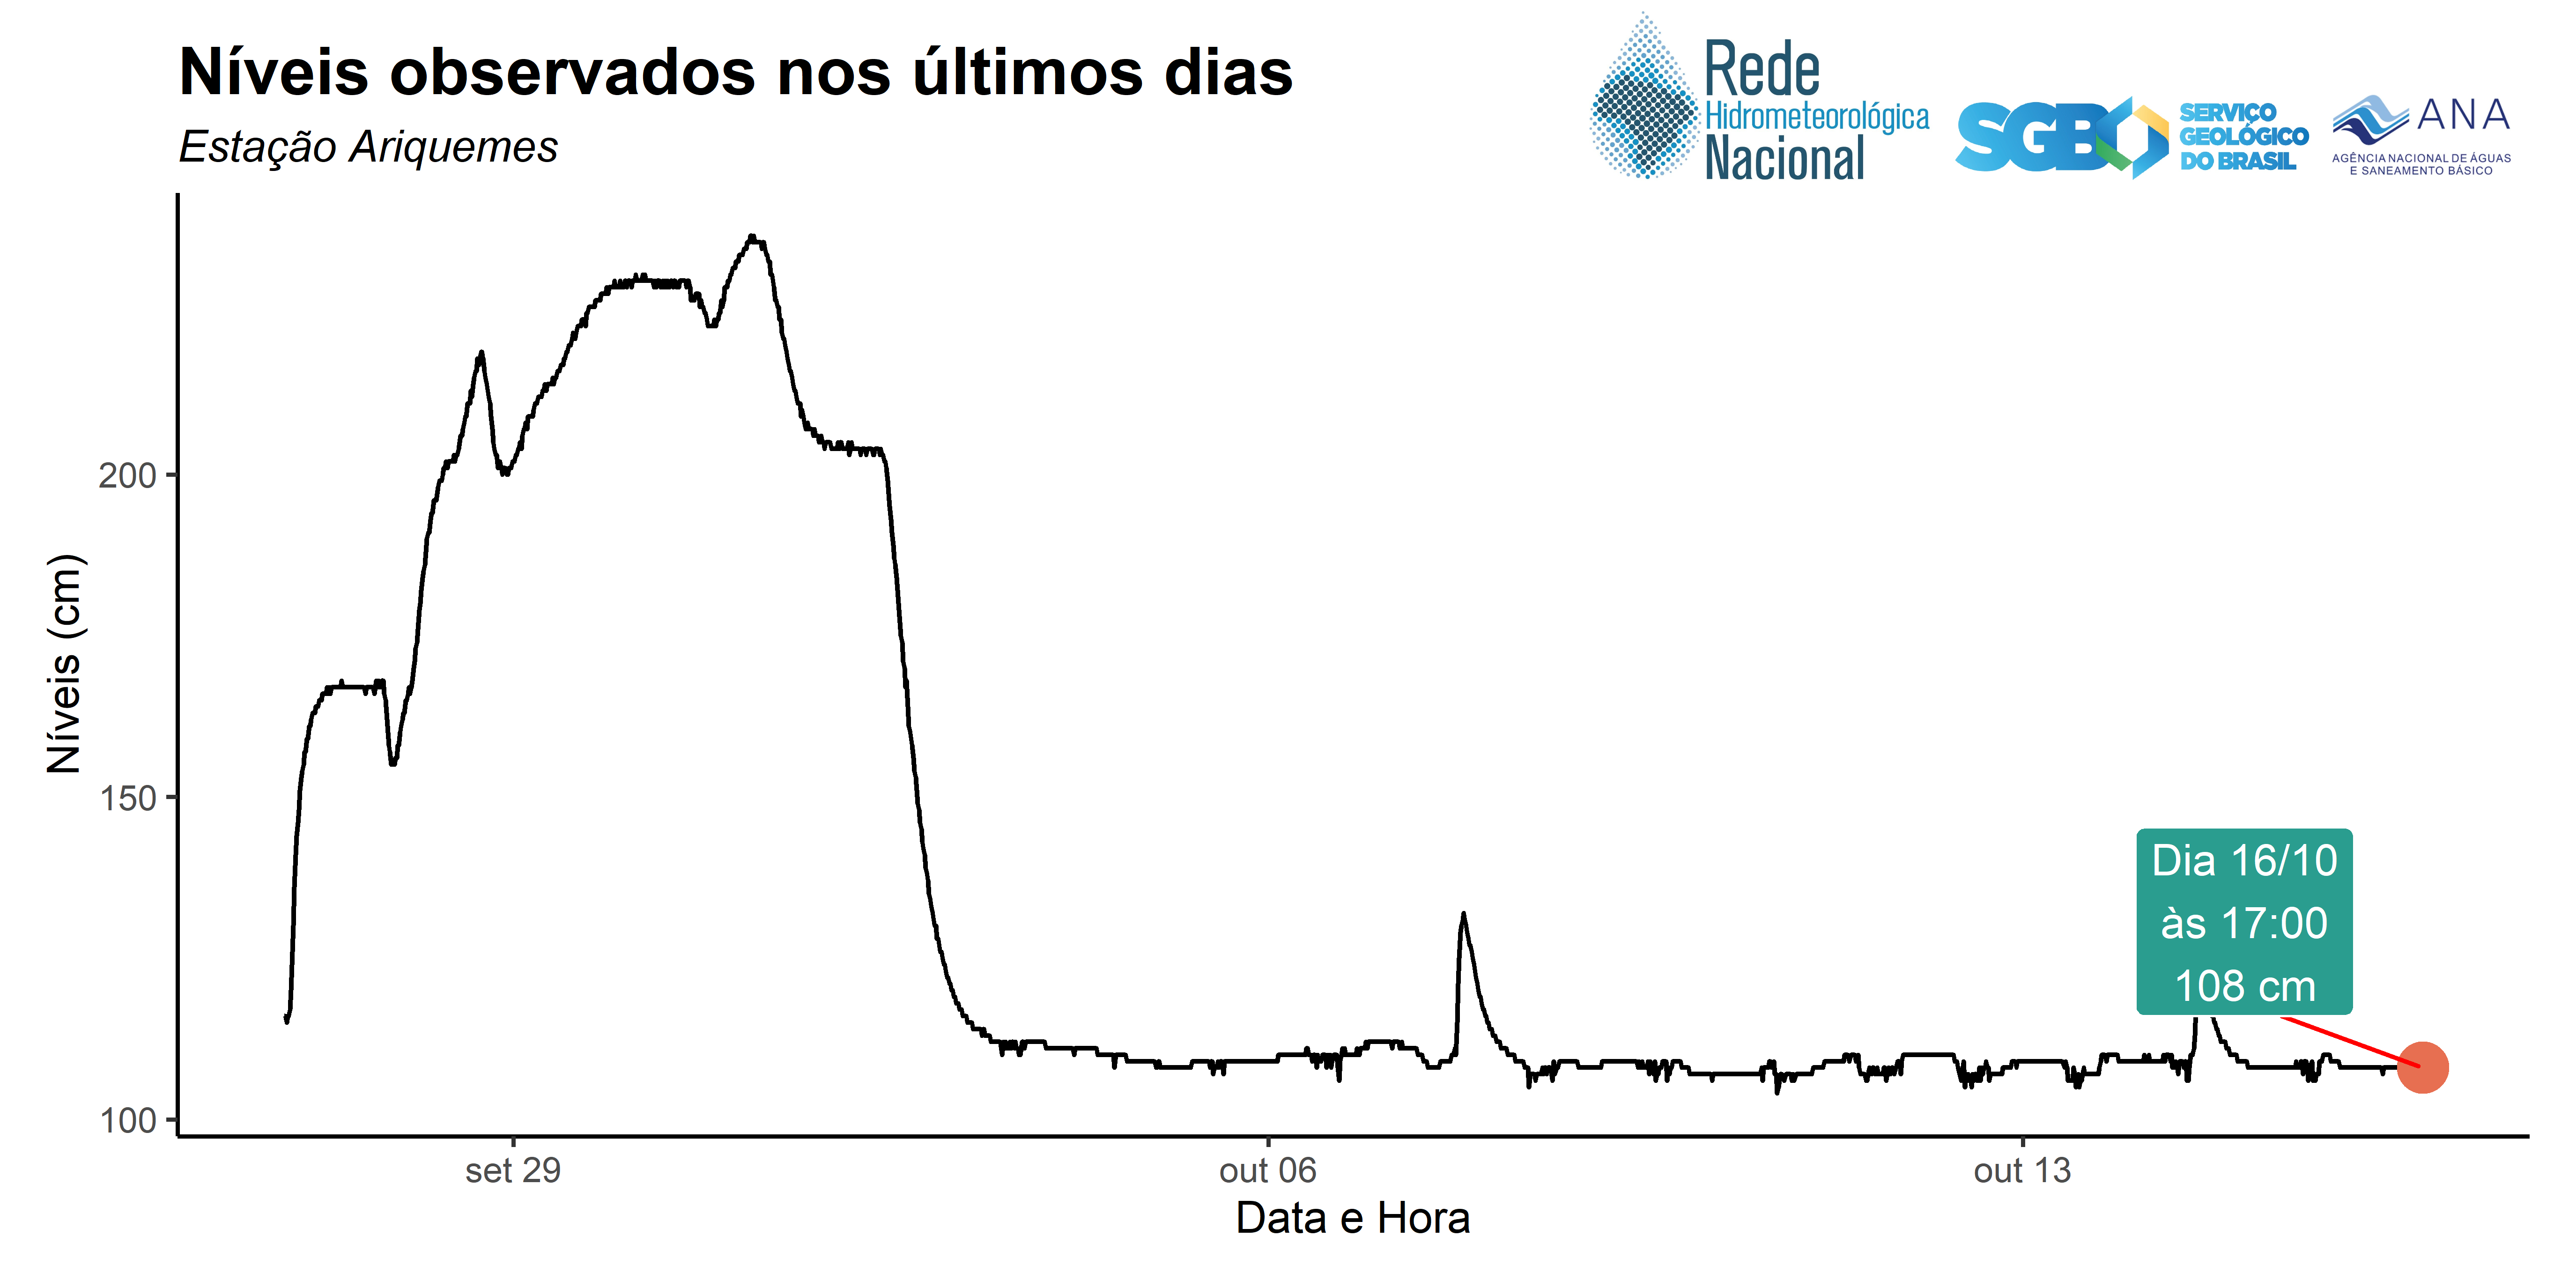 Níveis observados nos últimos dias
Estação Ariquemes
Rede
Hidrometeorológica
Nacional
SGB
SERVIÇO
GEOLÓGICO
DO BRASIL
ANA
AGÊNCIA NACIONAL DE ÁGUAS
E SANEAMENTO BÁSICO
Níveis (cm)
200
150
100
Dia 16/10
às 17:00
108 cm
set 29
out 06
out 13
Data e Hora